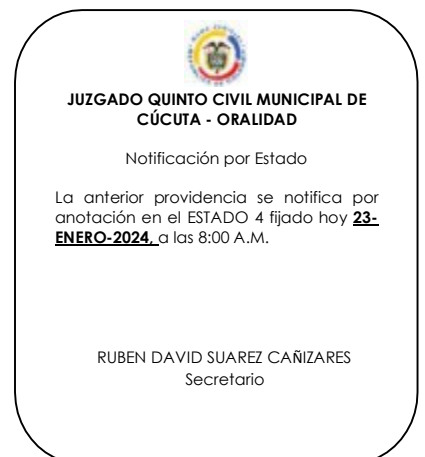 JUZGADO QUINTO CIVIL MUNICIPAL DE
CÚCUTA - ORALIDAD
Notificación por Estado
La anterior providencia se notifica por
anotación en el ESTADO 4 fijado hoy 23-
ENERO-2024, a las 8:00 A.M.
RUBEN DAVID SUAREZ CAÑIZARES
Secretario